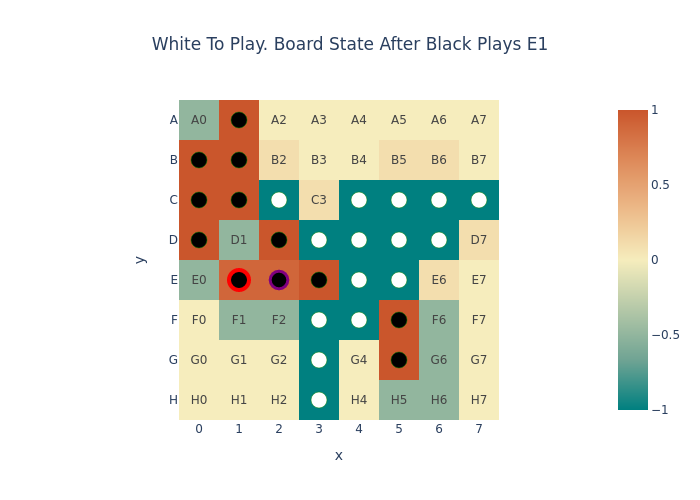 White To Play. Board State After Black Plays E1
A A0 A2 A3 A4 A5 A6 A7
B B2 B3 B4 B5 B6 B7
C C3
D D1 D7
E E0 E6 E7
F F0 F1 F2 F6 F7
G G0 G1 G2 G4 G6 G7
H H0 H1 H2 H4 H5 H6 H7
0 1 2 3 4 5 6 7
x
y
1
0.5
0
−0.5
−1